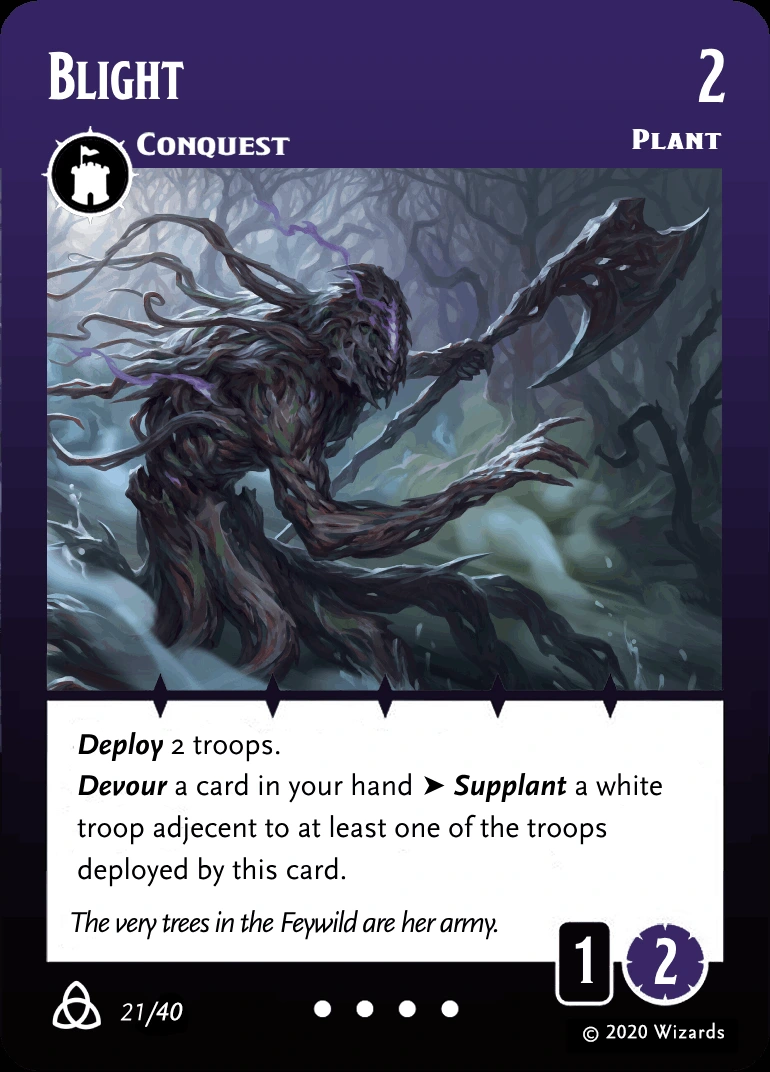 Blight
2
Conquest
Plant
Deploy 2 troops.
Devour a card in your hand ➤ Supplant a white
troop adjecent to at least one of the troops
deployed by this card.
The very trees in the Feywild are her army.
1
2
21/40
© 2020 Wizards